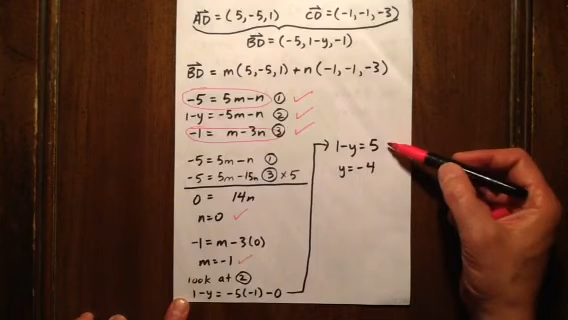 AD = (5,-5,1) CD = (-1,-1,-3)
BD = (-5,1-y,-1)
BD = m(5,-5,1)+n(-1,-1,-3)
-5 = 5m-n ①
1-y = -5m-n ②
-1 = m-3n ③
-5 = 5m-n ①
-5 = 5m-15n ③ × 5
0 = 14n
n=0
-1 = m-3(0)
m=-1
look at ②
1-y = -5(-1)-0
1-y=5
y=-4